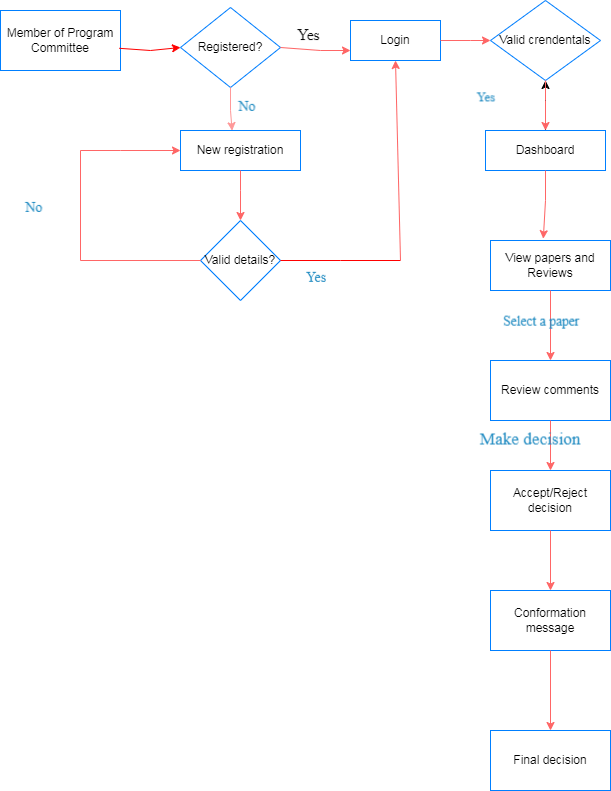 Member of Program
Committee
Registered?
Yes
Login
Valid crendentals
No
Yes
New registration
Dashboard
No
Valid details?
Yes
View papers and
Reviews
Select a paper
Review comments
Make decision
Accept/Reject
decision
Conformation
message
Final decision